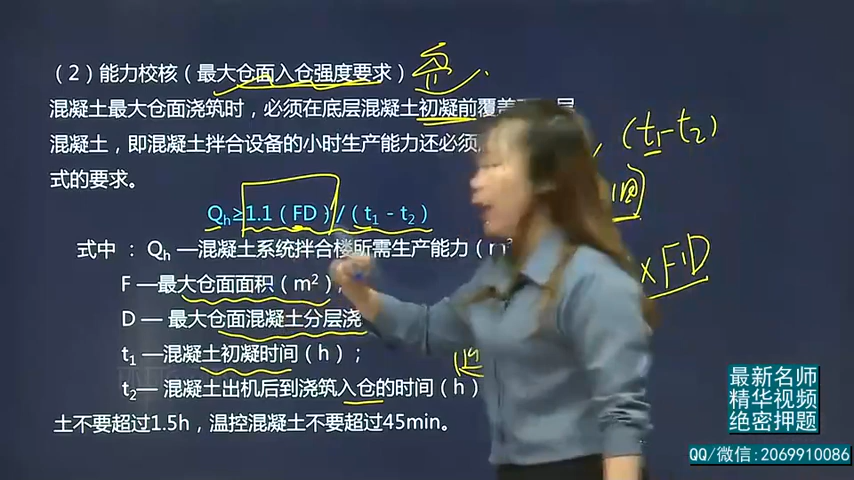 （2）能力校核（最大仓面入仓强度要求）
混凝土最大仓面浇筑时，必须在底层混凝土初凝前覆盖
混凝土，即混凝土拌合设备的小时生产能力还必须
式的要求。
(t₁-t₂)
Qₕ≥1.1（FD）/（t₁ - t₂）
式中：Qₕ —混凝土系统拌合楼所需生产能力（m³
×FD
F —最大仓面面积（m²）；
D — 最大仓面混凝土分层浇
t₁ —混凝土初凝时间（h）；
t₂— 混凝土出机后到浇筑入仓的时间（h）
土不要超过1.5h，温控混凝土不要超过45min。
最新名师
精华视频
绝密押题
QQ/微信:2069910086